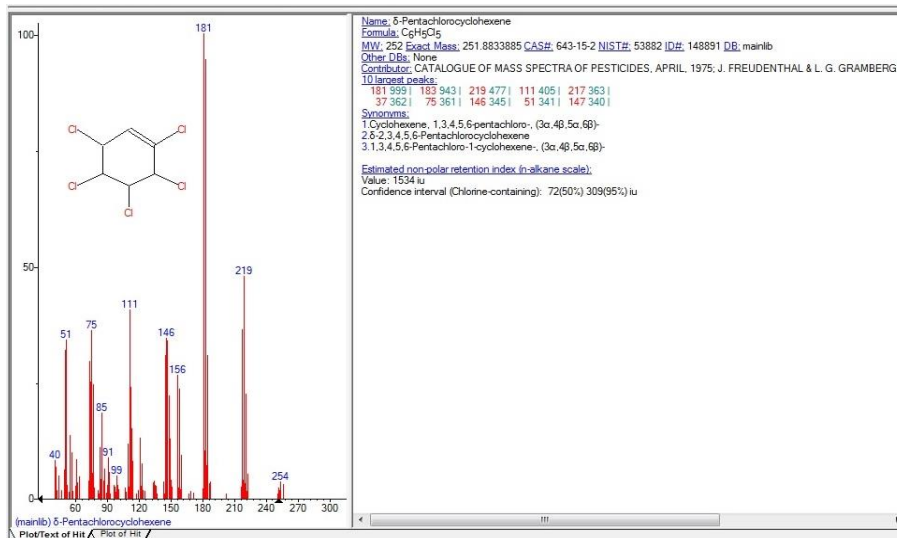 100
50
0
181
219
111
75
51
146
156
85
91
99
40
254
Cl
Cl
Cl
Cl
Cl
60 90 120 150 180 210 240 270 300
(mainlib) δ-Pentachlorocyclohexene
Name: δ-Pentachlorocyclohexene
Formula: C6H5Cl5
MW: 252 Exact Mass: 251.8833885 CAS#: 643-15-2 NIST#: 53882 ID#: 148891 DB: mainlib
Other DBs: None
Contributor: CATALOGUE OF MASS SPECTRA OF PESTICIDES, APRIL, 1975; J. FREUDENTHAL & L. G. GRAMBERG
10 largest peaks:
181 999 | 183 943 | 219 477 | 111 405 | 217 363 |
37 362 | 75 361 | 146 345 | 51 341 | 147 340 |
Synonyms:
1.Cyclohexene, 1,3,4,5,6-pentachloro-, (3α,4β,5α,6β)-
2.δ-2,3,4,5,6-Pentachlorocyclohexene
3.1,3,4,5,6-Pentachloro-1-cyclohexene-, (3α,4β,5α,6β)-
Estimated non-polar retention index (n-alkane scale):
Value: 1534 iu
Confidence interval (Chlorine-containing): 72(50%) 309(95%) iu
Plot/Text of Hit Plot of Hit